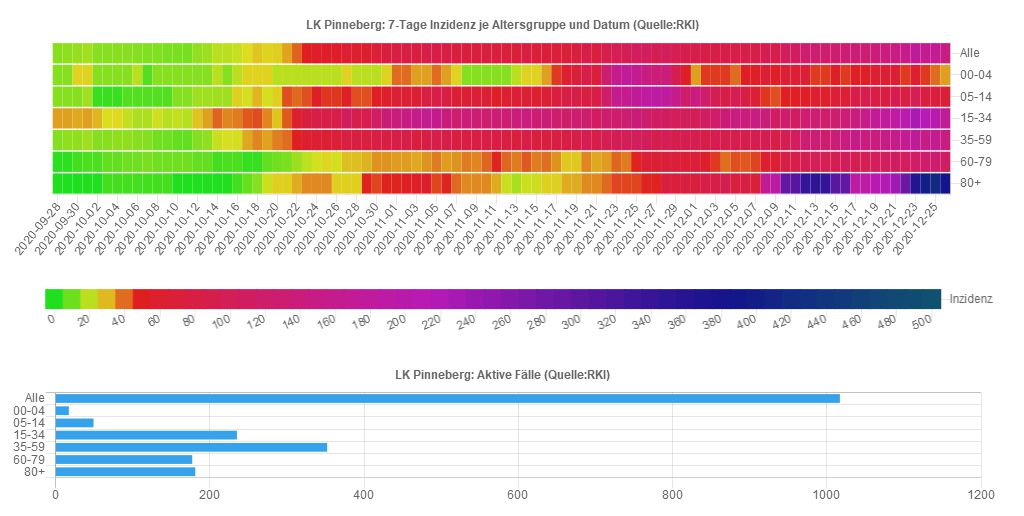 LK Pinneberg: 7-Tage Inzidenz je Altersgruppe und Datum (Quelle:RKI)
Alle
00-04
05-14
15-34
35-59
60-79
80+
2020-09-28 2020-09-30 2020-10-02 2020-10-04 2020-10-06 2020-10-08 2020-10-10 2020-10-12 2020-10-14 2020-10-16 2020-10-18 2020-10-20 2020-10-22 2020-10-24 2020-10-26 2020-10-28 2020-10-30 2020-11-01 2020-11-03 2020-11-05 2020-11-07 2020-11-09 2020-11-11 2020-11-13 2020-11-15 2020-11-17 2020-11-19 2020-11-21 2020-11-23 2020-11-25 2020-11-27 2020-11-29 2020-12-01 2020-12-03 2020-12-05 2020-12-07 2020-12-09 2020-12-11 2020-12-13 2020-12-15 2020-12-17 2020-12-19 2020-12-21 2020-12-23 2020-12-25
Inzidenz
0 20 40 60 80 100 120 140 160 180 200 220 240 260 280 300 320 340 360 380 400 420 440 460 480 500
LK Pinneberg: Aktive Fälle (Quelle:RKI)
Alle
00-04
05-14
15-34
35-59
60-79
80+
0 200 400 600 800 1000 1200